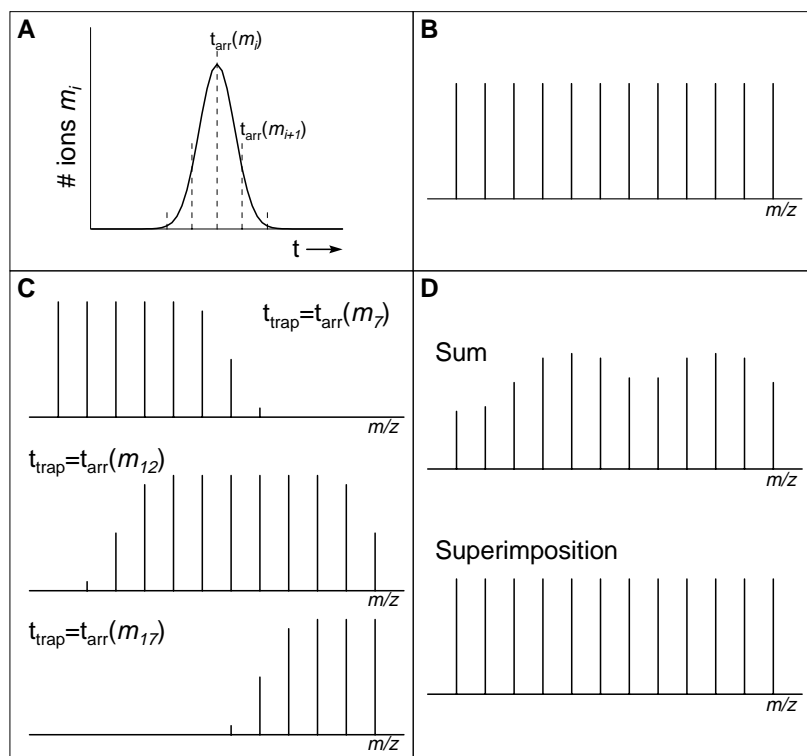 A
t_arr(m_i)
t_arr(m_i+1)
# ions m_i
t
B
m/z
C
t_trap=t_arr(m_7)
m/z
t_trap=t_arr(m_12)
m/z
t_trap=t_arr(m_17)
m/z
D
Sum
m/z
Superimposition
m/z